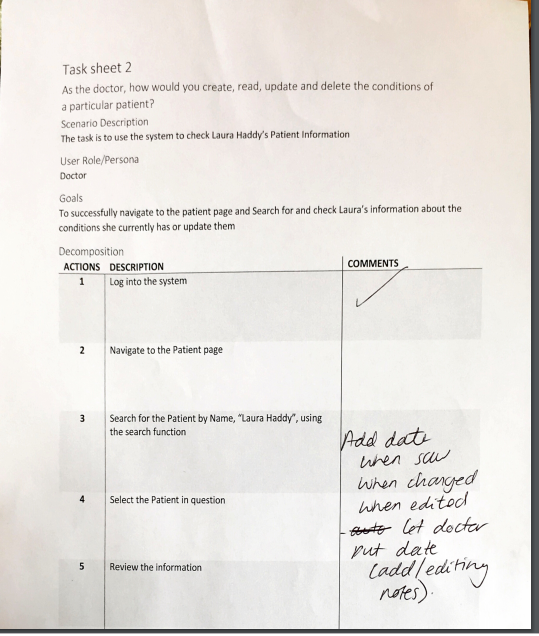 Task sheet 2
As the doctor, how would you create, read, update and delete the conditions of
a particular patient?
Scenario Description
The task is to use the system to check Laura Haddy's Patient Information
User Role/Persona
Doctor
Goals
To successfully navigate to the patient page and Search for and check Laura's information about the
conditions she currently has or update them
Decomposition
ACTIONS DESCRIPTION COMMENTS
1 Log into the system
2 Navigate to the Patient page
3 Search for the Patient by Name, "Laura Haddy", using
the search function
Add date
when saw
when changed
4 Select the Patient in question
when edited
- auto let doctor
put date
5 Review the information
(add/editing
notes).